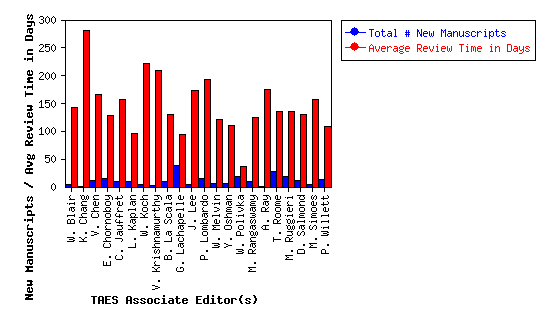 Total # New Manuscripts
Average Review Time in Days
New Manuscripts / Avg Review Time in Days
300
250
200
150
100
50
0
W. Blair
K. Chang
V. Chen
E. Chornoboy
C. Jauffret
L. Kaplan
W. Koch
V. Krishnamurthy
B. La Scala
G. Lachapelle
J. Lee
P. Lombardo
W. Melvin
Y. Oshman
W. Polivka
M. Rangaswamy
A. Ray
T. Roome
M. Ruggieri
D. Salmond
M. Simoes
P. Willett
TAES Associate Editor(s)